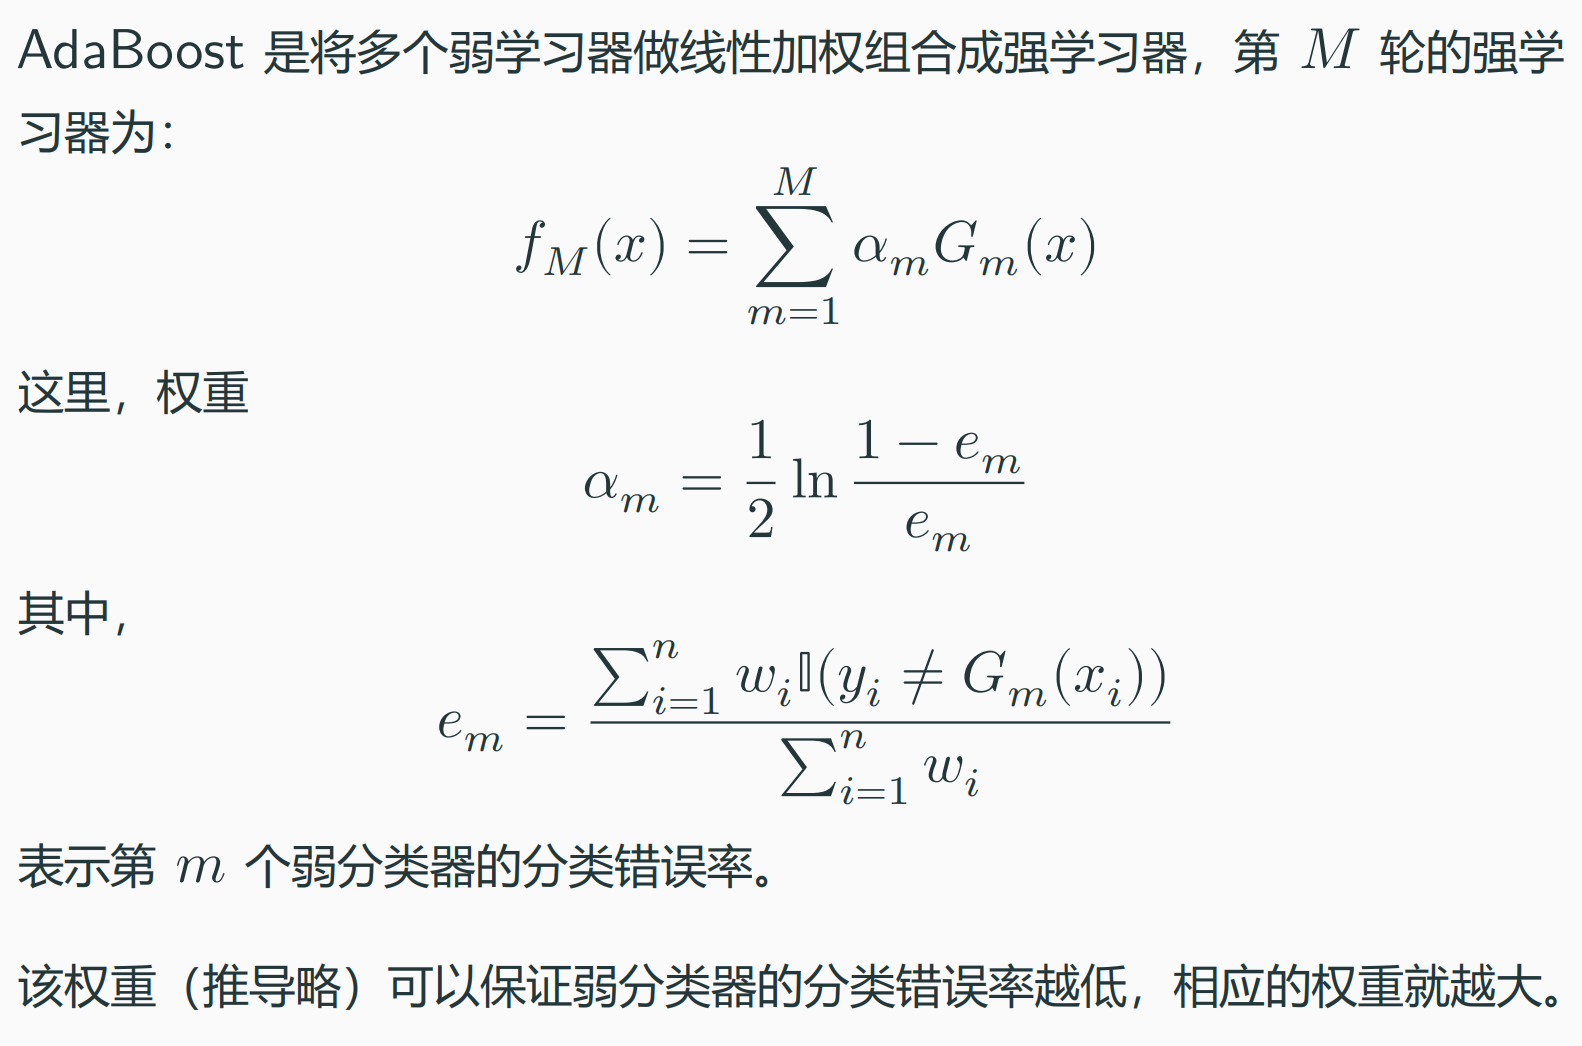 AdaBoost 是将多个弱学习器做线性加权组合成强学习器，第 M 轮的强学
习器为：
f_M(x) = \sum_{m=1}^{M} α_m G_m(x)
这里，权重
α_m = \frac{1}{2} \ln \frac{1 - e_m}{e_m}
其中，
e_m = \frac{\sum_{i=1}^{n} w_i 𝕀(y_i ≠ G_m(x_i))}{\sum_{i=1}^{n} w_i}
表示第 m 个弱分类器的分类错误率。
该权重（推导略）可以保证弱分类器的分类错误率越低，相应的权重就越大。